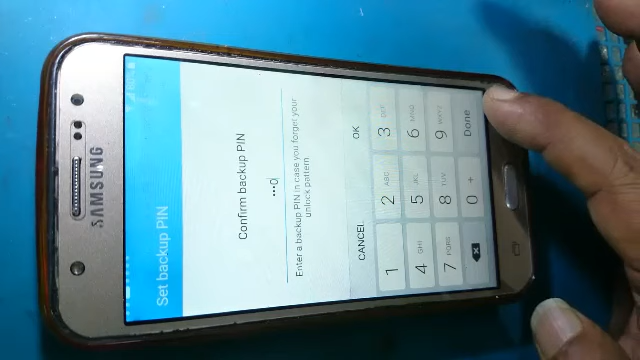 SAMSUNG
Set backup PIN
Confirm backup PIN
•••0
Enter a backup PIN in case you forget your
unlock pattern.
CANCEL OK
1 2 ABC 3 DEF
4 GHI 5 JKL 6 MNO
7 PQRS 8 TUV 9 WXYZ
0 + Done